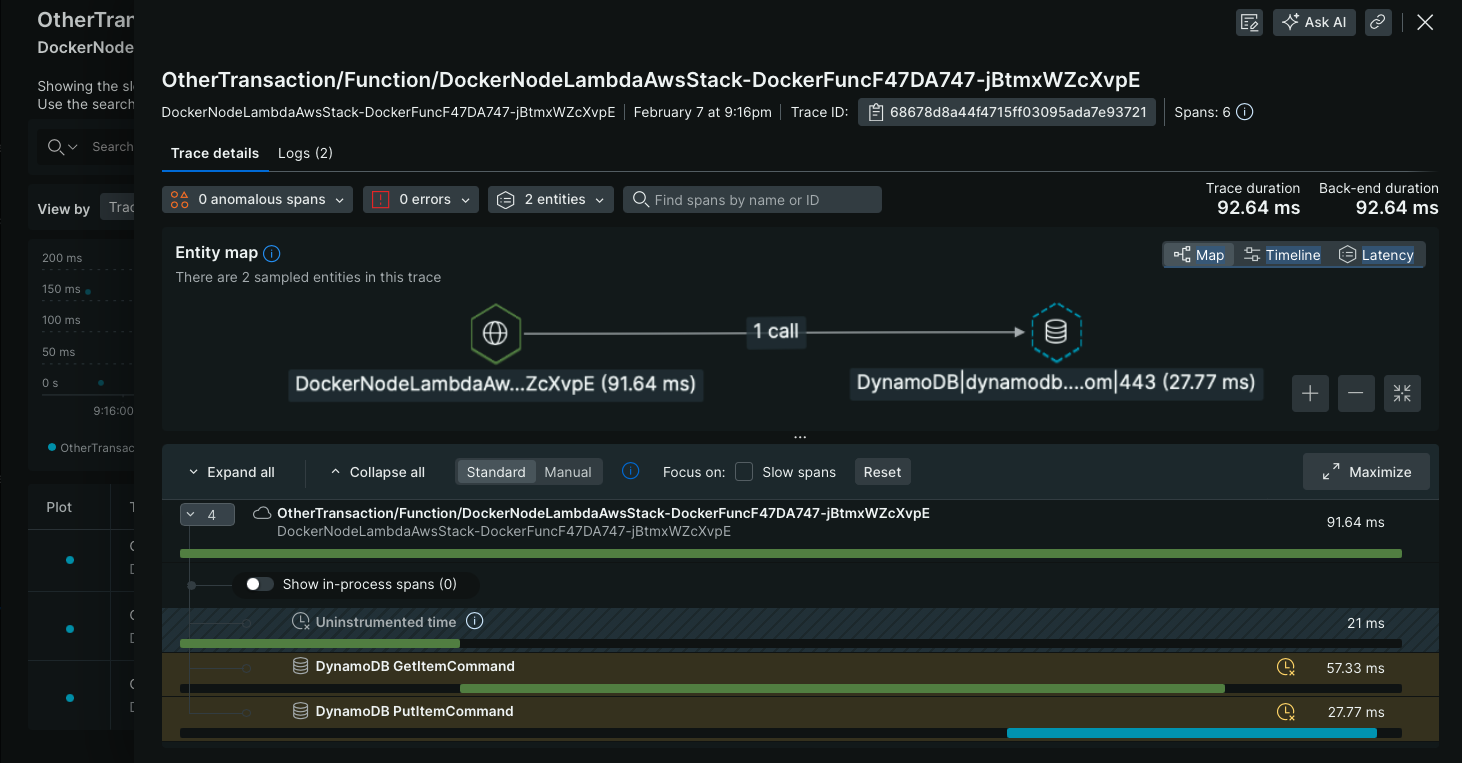 OtherTran
DockerNode
Showing the slo
Use the search
Search
View by
Trac
200 ms
150 ms
100 ms
50 ms
0 s
9:16:00
OtherTransac
Plot
T
O
D
O
D
O
D
Ask AI
OtherTransaction/Function/DockerNodeLambdaAwsStack-DockerFuncF47DA747-jBtmxWZcXvpE
DockerNodeLambdaAwsStack-DockerFuncF47DA747-jBtmxWZcXvpE
February 7 at 9:16pm
Trace ID:
68678d8a44f4715ff03095ada7e93721
Spans: 6
Trace details
Logs (2)
0 anomalous spans
0 errors
2 entities
Find spans by name or ID
Trace duration
92.64 ms
Back-end duration
92.64 ms
Entity map
There are 2 sampled entities in this trace
Map
Timeline
Latency
1 call
DockerNodeLambdaAw...ZcXvpE (91.64 ms)
DynamoDB|dynamodb....om|443 (27.77 ms)
...
Expand all
Collapse all
Standard
Manual
Focus on:
Slow spans
Reset
Maximize
4
OtherTransaction/Function/DockerNodeLambdaAwsStack-DockerFuncF47DA747-jBtmxWZcXvpE
DockerNodeLambdaAwsStack-DockerFuncF47DA747-jBtmxWZcXvpE
91.64 ms
Show in-process spans (0)
Uninstrumented time
21 ms
DynamoDB GetItemCommand
57.33 ms
DynamoDB PutItemCommand
27.77 ms